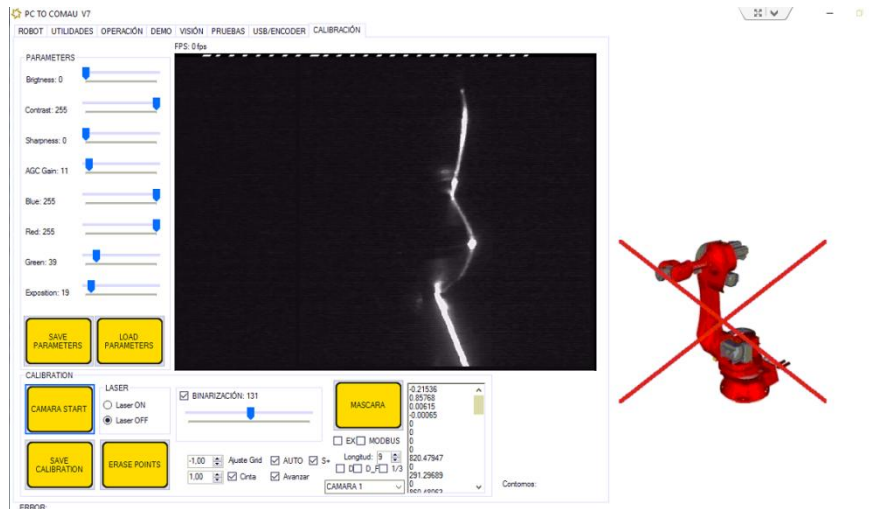 PC TO COMAU V7
ROBOT UTILIDADES OPERACIÓN DEMO VISIÓN PRUEBAS USB/ENCODER CALIBRACIÓN
FPS: 0 fps
PARAMETERS
Brigtness: 0
Contrast: 255
Sharpness: 0
AGC Gain: 11
Blue: 255
Red: 255
Green: 39
Exposition: 19
SAVE PARAMETERS
LOAD PARAMETERS
CALIBRATION
CAMARA START
LASER
Laser ON
Laser OFF
BINARIZACIÓN: 131
MASCARA
SAVE CALIBRATION
ERASE POINTS
-1,00 Ajuste Grid AUTO S+
1,00 Cinta Avanzar
EX MODBUS
Longitud: 9
D D_F 1/3
CAMARA 1
-0.21536
0.85768
0.00615
-0.00065
0
0
0
0
820.47947
0
291.29689
0
860.48062
Contornos:
ERROR: